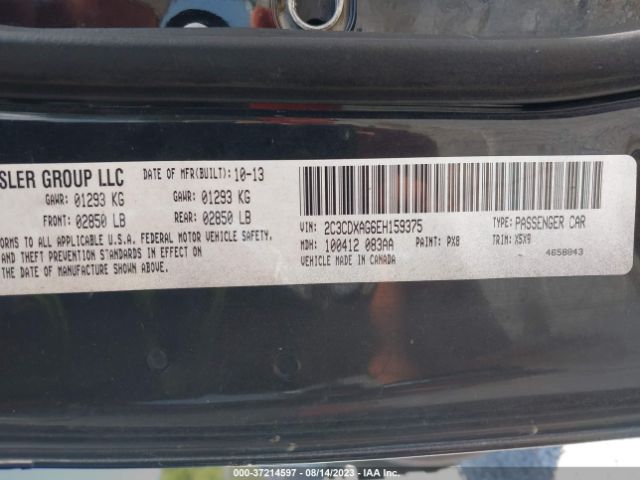 SLER GROUP LLC
DATE OF MFR(BUILT): 10-13
GAWR: 01293 KG
GAWR: 01293 KG
FRONT: 02850 LB
REAR: 02850 LB
ORMS TO ALL APPLICABLE U.S.A. FEDERAL MOTOR VEHICLE SAFETY,
AND THEFT PREVENTION STANDARDS IN EFFECT ON
THE DATE OF MANUFACTURE SHOWN ABOVE.
VIN: 2C3CDXAG6EH159375
TYPE: PASSENGER CAR
MDH: 100412 083AA
PAINT: PX8
TRIM: X5X9
VEHICLE MADE IN CANADA
4658843
000-37214597 - 08/14/2023 - IAA Inc.